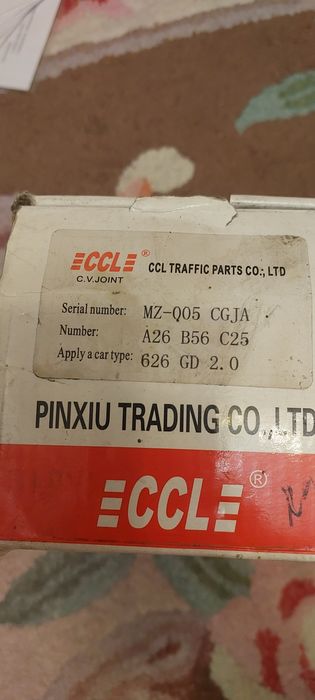 CCL®
CCL TRAFFIC PARTS CO., LTD
C.V.JOINT
Serial number: MZ-Q05 CGJA
Number: A26 B56 C25
Apply a car type: 626 GD 2.0
PINXIU TRADING CO.,LTD
CCL®